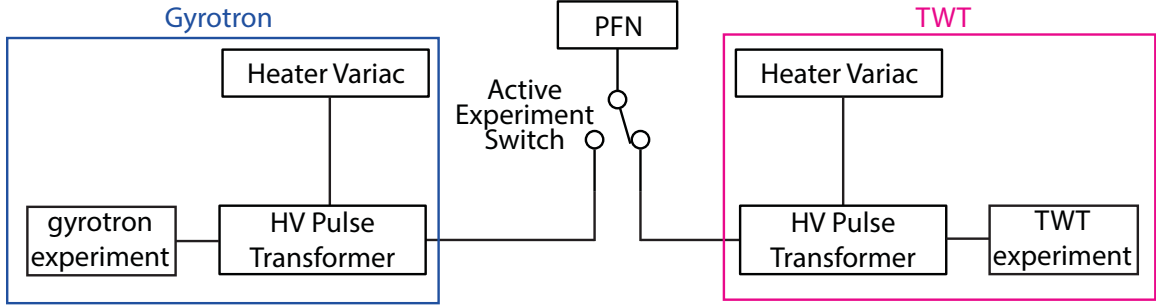 Gyrotron
PFN
TWT
Heater Variac
Active
Experiment
Switch
Heater Variac
gyrotron
experiment
HV Pulse
Transformer
HV Pulse
Transformer
TWT
experiment